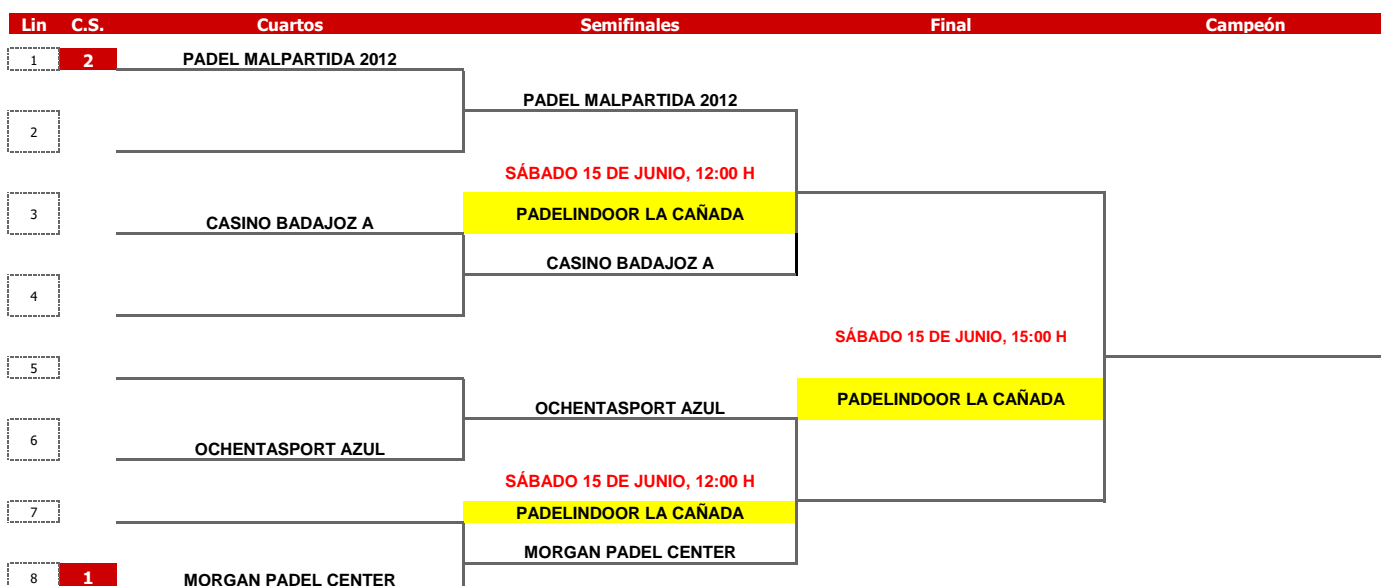 Lin C.S. Cuartos Semifinales Final Campeón
1 2 PADEL MALPARTIDA 2012
PADEL MALPARTIDA 2012
2
SÁBADO 15 DE JUNIO, 12:00 H
3 CASINO BADAJOZ A PADELINDOOR LA CAÑADA
CASINO BADAJOZ A
4
SÁBADO 15 DE JUNIO, 15:00 H
5
OCHENTASPORT AZUL PADELINDOOR LA CAÑADA
6 OCHENTASPORT AZUL
SÁBADO 15 DE JUNIO, 12:00 H
7 PADELINDOOR LA CAÑADA
MORGAN PADEL CENTER
8 1 MORGAN PADEL CENTER